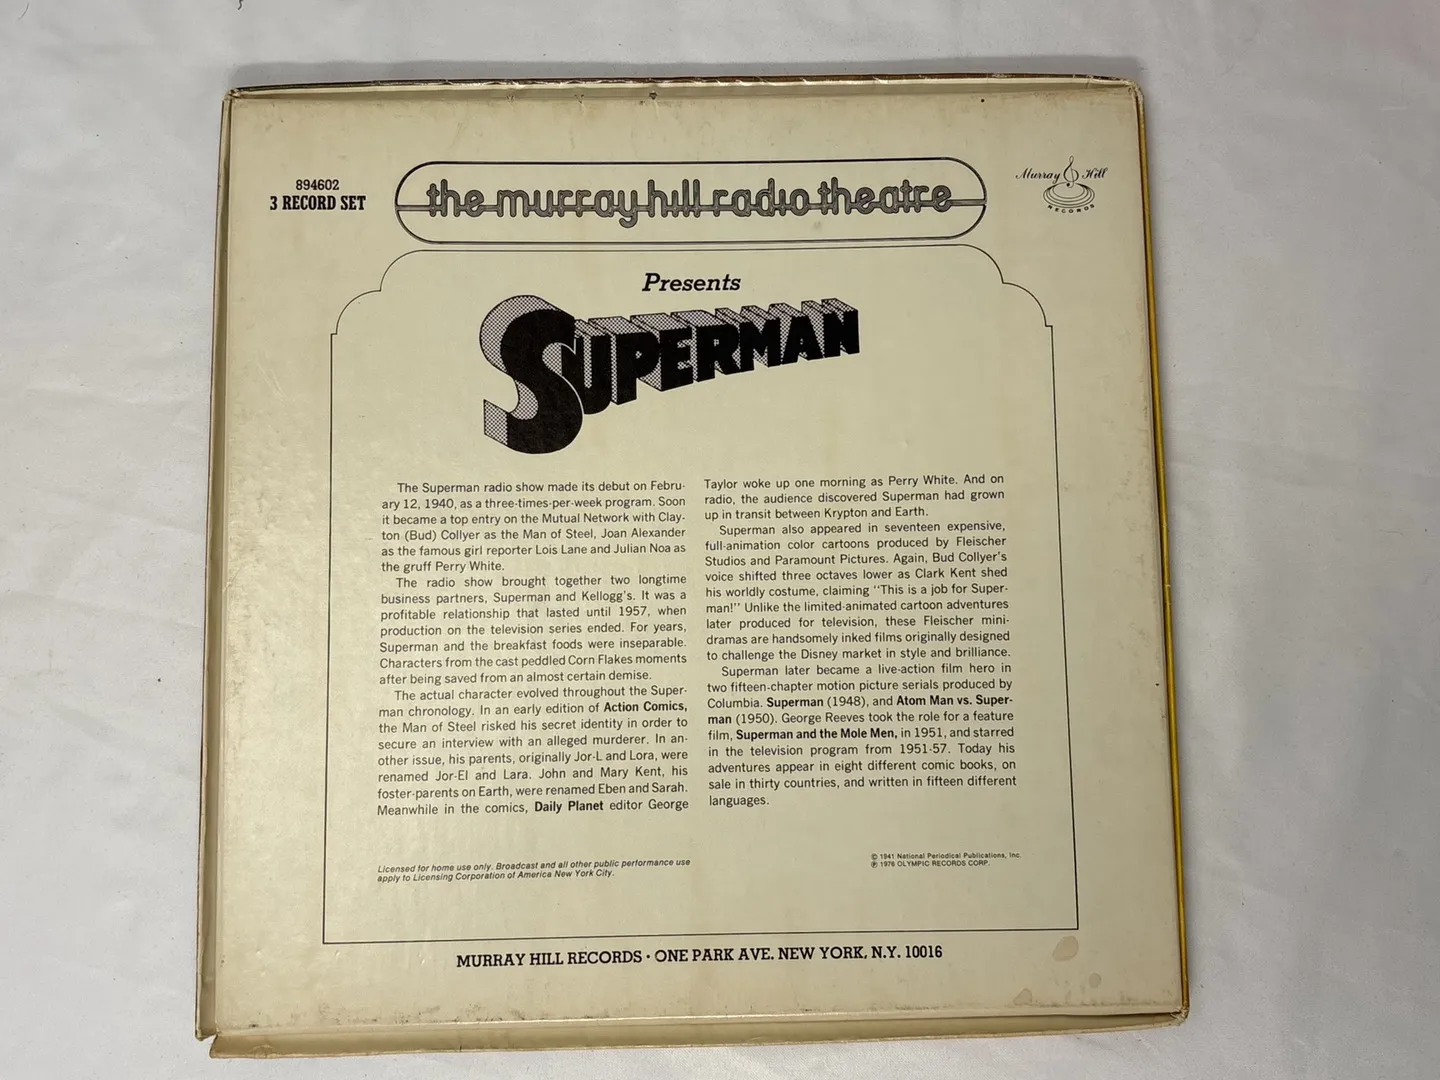 894602
3 RECORD SET
the murray hill radio theatre
Murray Hill
RECORDS
Presents
SUPERMAN
The Superman radio show made its debut on Febru-
ary 12, 1940, as a three-times-per-week program. Soon
it became a top entry on the Mutual Network with Clay-
ton (Bud) Collyer as the Man of Steel, Joan Alexander
as the famous girl reporter Lois Lane and Julian Noa as
the gruff Perry White.
The radio show brought together two longtime
business partners, Superman and Kellogg's. It was a
profitable relationship that lasted until 1957, when
production on the television series ended. For years,
Superman and the breakfast foods were inseparable.
Characters from the cast peddled Corn Flakes moments
after being saved from an almost certain demise.
The actual character evolved throughout the Super-
man chronology. In an early edition of Action Comics,
the Man of Steel risked his secret identity in order to
secure an interview with an alleged murderer. In an-
other issue, his parents, originally Jor-L and Lora, were
renamed Jor-El and Lara. John and Mary Kent, his
foster-parents on Earth, were renamed Eben and Sarah.
Meanwhile in the comics, Daily Planet editor George
Taylor woke up one morning as Perry White. And on
radio, the audience discovered Superman had grown
up in transit between Krypton and Earth.
Superman also appeared in seventeen expensive,
full-animation color cartoons produced by Fleischer
Studios and Paramount Pictures. Again, Bud Collyer's
voice shifted three octaves lower as Clark Kent shed
his worldly costume, claiming "This is a job for Super-
man!" Unlike the limited-animated cartoon adventures
later produced for television, these Fleischer mini-
dramas are handsomely inked films originally designed
to challenge the Disney market in style and brilliance.
Superman later became a live-action film hero in
two fifteen-chapter motion picture serials produced by
Columbia. Superman (1948), and Atom Man vs. Super-
man (1950). George Reeves took the role for a feature
film, Superman and the Mole Men, in 1951, and starred
in the television program from 1951-57. Today his
adventures appear in eight different comic books, on
sale in thirty countries, and written in fifteen different
languages.
Licensed for home use only. Broadcast and all other public performance use
apply to Licensing Corporation of America New York City.
© 1941 National Periodical Publications, Inc.
℗ 1976 OLYMPIC RECORDS CORP.
MURRAY HILL RECORDS • ONE PARK AVE. NEW YORK, N.Y. 10016